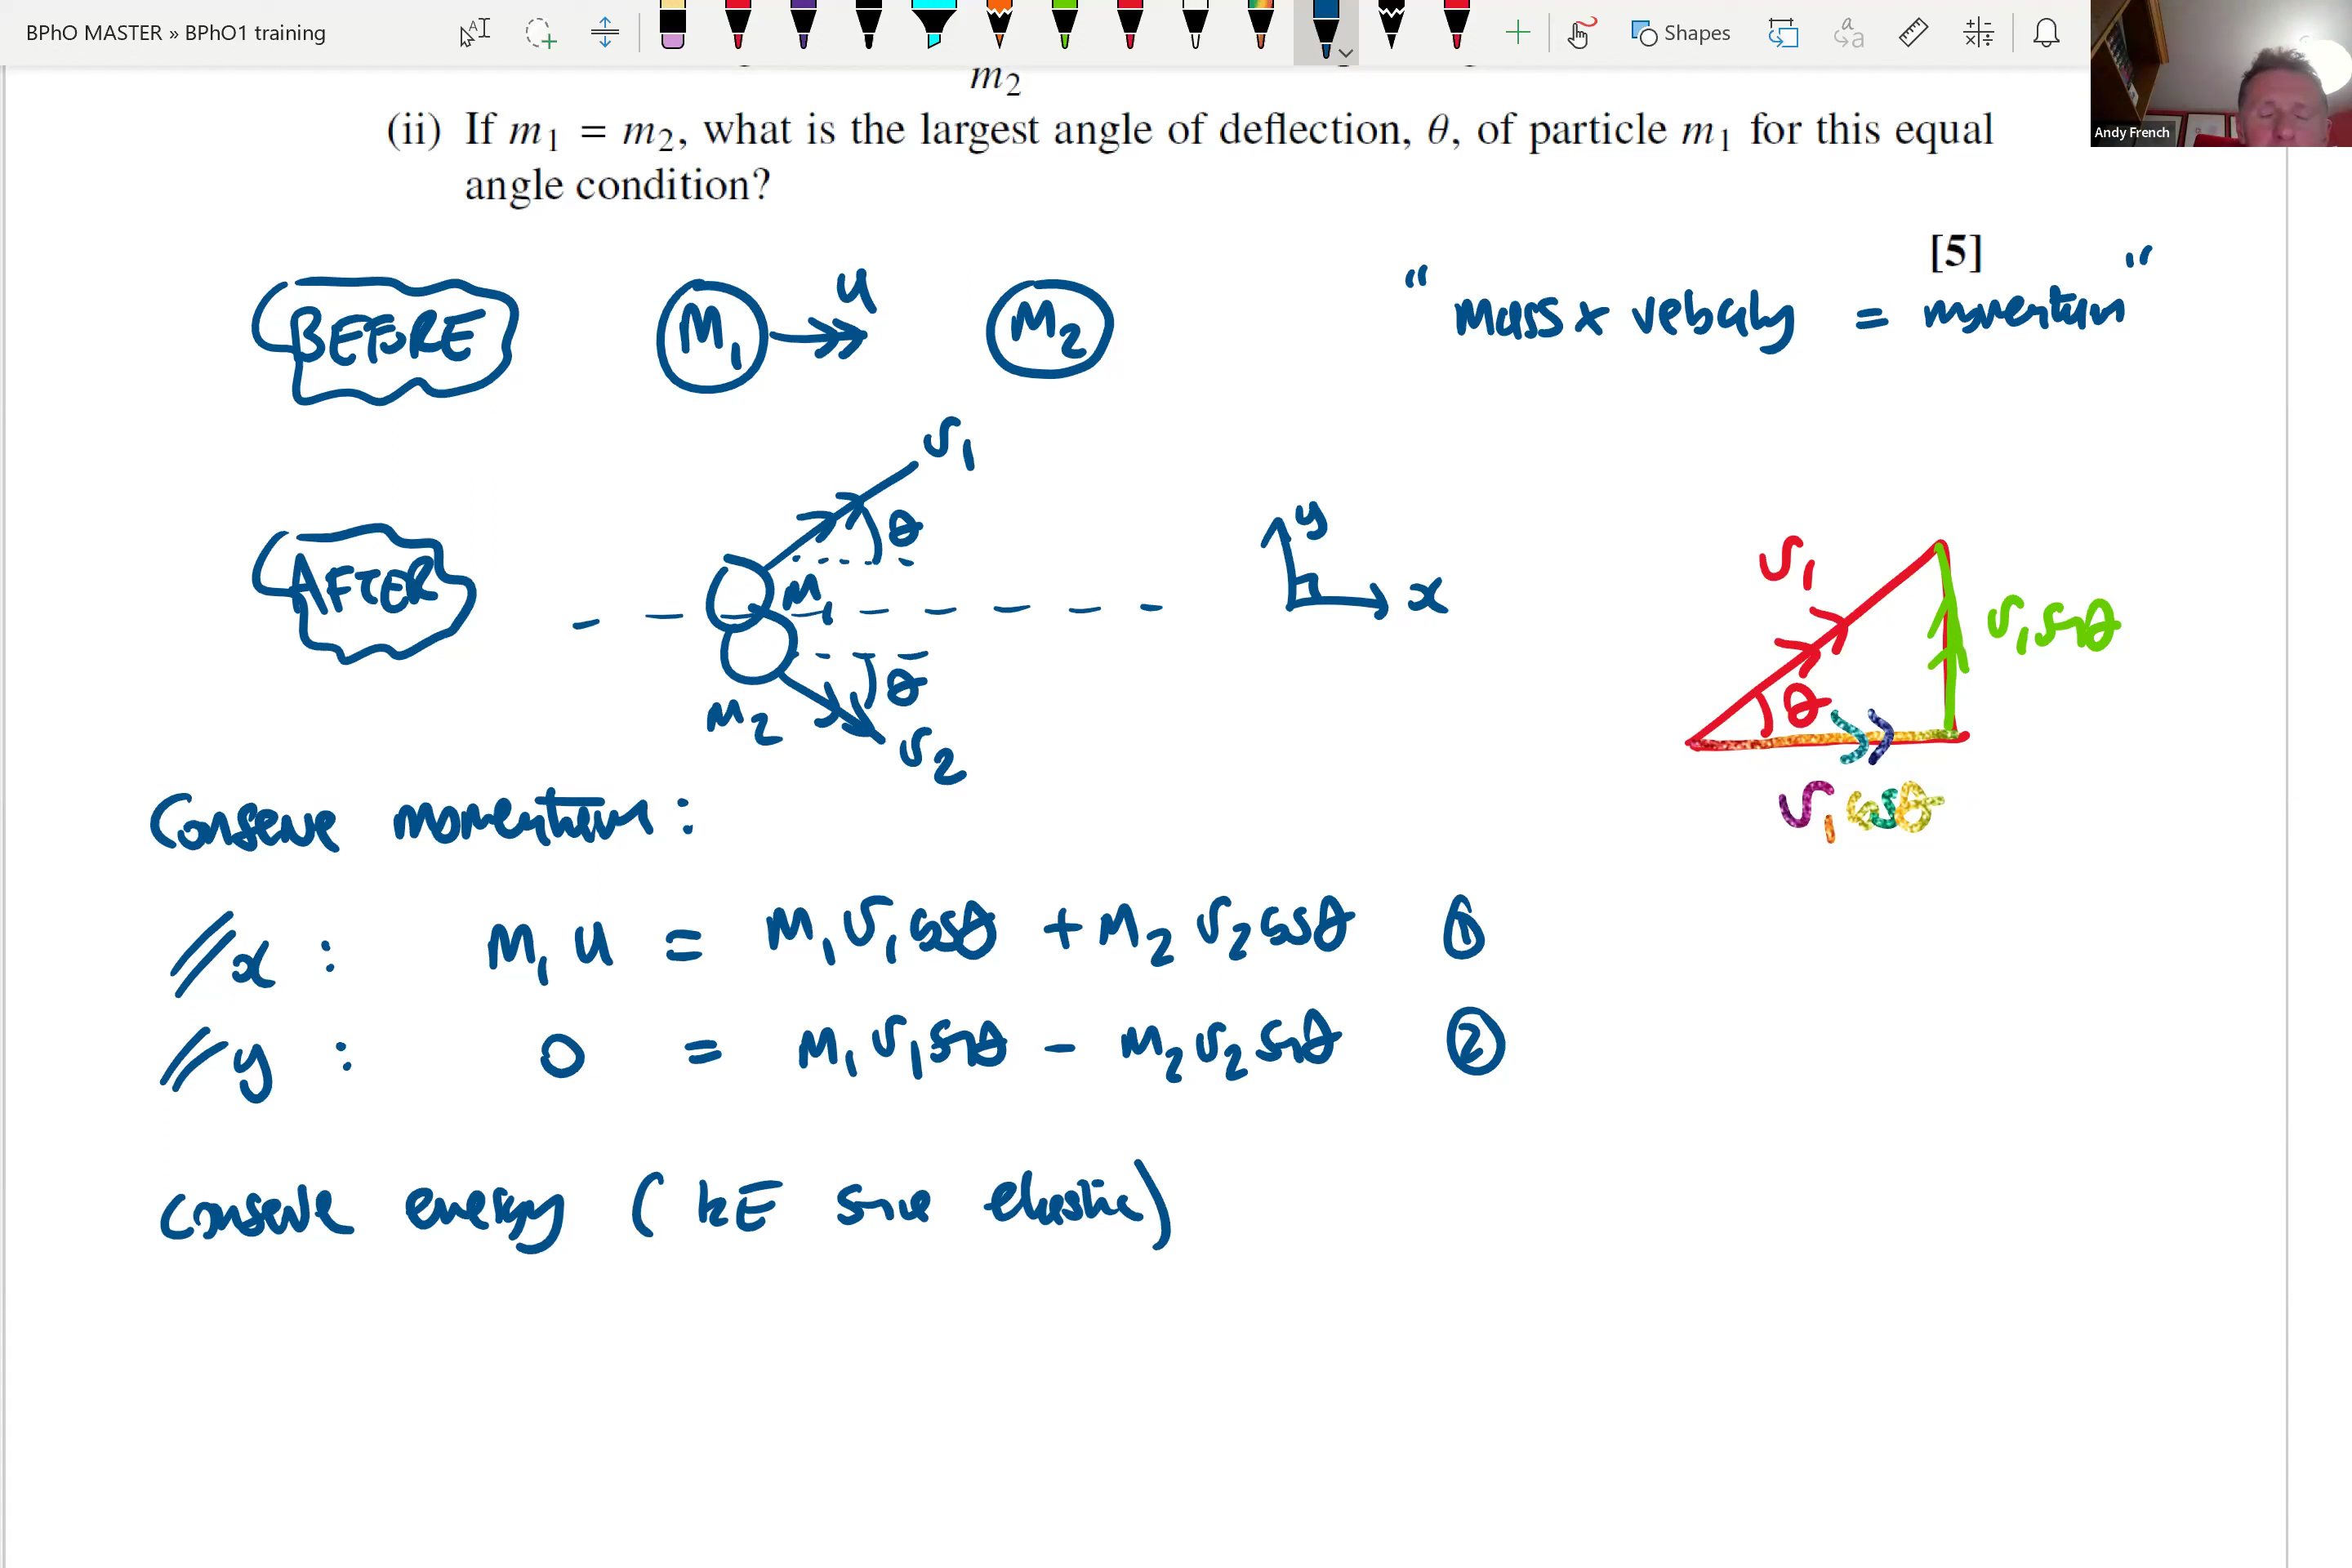 BPhO MASTER » BPhO1 training
Shapes
Andy French
m₂
(ii) If m₁ = m₂, what is the largest angle of deflection, θ, of particle m₁ for this equal
angle condition?
[5]
BEFORE M₁ u M₂ "mass x velocity = momentum"
v₁
θ
AFTER M₁
y
x
θ
M₂
v₂
v₁
θ
v₁ sinθ
v₁ cosθ
Conserve momentum:
//x : M₁ u = M₁ v₁ cosθ + M₂ v₂ cosθ ①
//y : 0 = M₁ v₁ sinθ - M₂ v₂ sinθ ②
Conserve energy (kE since elastic)